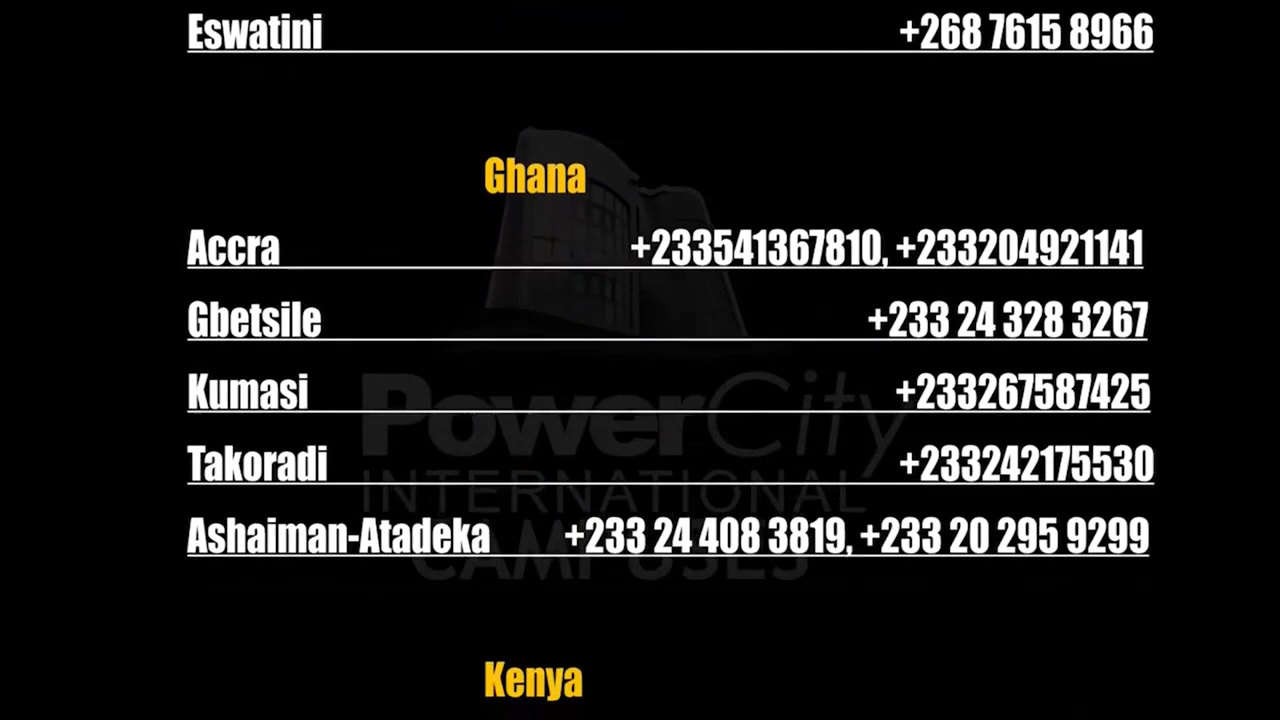 Eswatini +268 7615 8966
Ghana
Accra +233541367810, +233204921141
Gbetsile +233 24 328 3267
Kumasi +233267587425
PowerCity
Takoradi +233242175530
INTERNATIONAL
Ashaiman-Atadeka +233 24 408 3819, +233 20 295 9299
CAMPUSES
Kenya